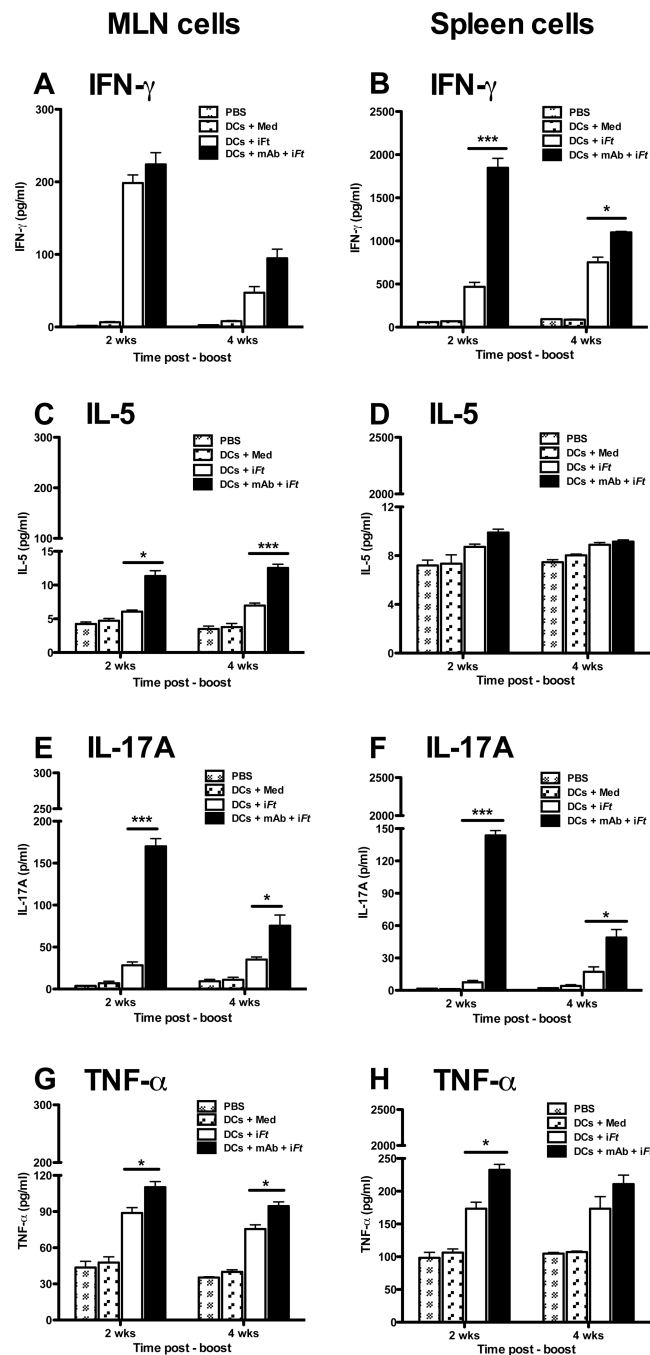 MLN cells
Spleen cells
A IFN-γ
300
200
100
0
IFN-γ (pg/ml)
PBS
DCs + Med
DCs + iFt
DCs + mAb + iFt
2 wks
4 wks
Time post - boost
B IFN-γ
2500
2000
1500
1000
500
0
IFN-γ (pg/ml)
PBS
DCs + Med
DCs + iFt
DCs + mAb + iFt
***
*
2 wks
4 wks
Time post - boost
C IL-5
300
200
100
15
10
5
0
IL-5 (pg/ml)
PBS
DCs + Med
DCs + iFt
DCs + mAb + iFt
*
***
2 wks
4 wks
Time post - boost
D IL-5
2500
2000
12
8
4
0
IL-5 (pg/ml)
PBS
DCs + Med
DCs + iFt
DCs + mAb + iFt
2 wks
4 wks
Time post - boost
E IL-17A
300
250
200
150
100
50
0
IL-17A (p/ml)
PBS
DCs + Med
DCs + iFt
DCs + mAb + iFt
***
*
2 wks
4 wks
Time post - boost
F IL-17A
2500
2000
150
120
90
60
30
0
IL-17A (pg/ml)
PBS
DCs + Med
DCs + iFt
DCs + mAb + iFt
***
*
2 wks
4 wks
Time post - boost
G TNF-α
300
200
150
120
90
60
30
0
TNF-α (pg/ml)
PBS
DCs + Med
DCs + iFt
DCs + mAb + iFt
*
*
2 wks
4 wks
Time post - boost
H TNF-α
2500
2000
250
200
150
100
50
0
TNF-α (pg/ml)
PBS
DCs + Med
DCs + iFt
DCs + mAb + iF
*
2 wks
4 wks
Time post - boost